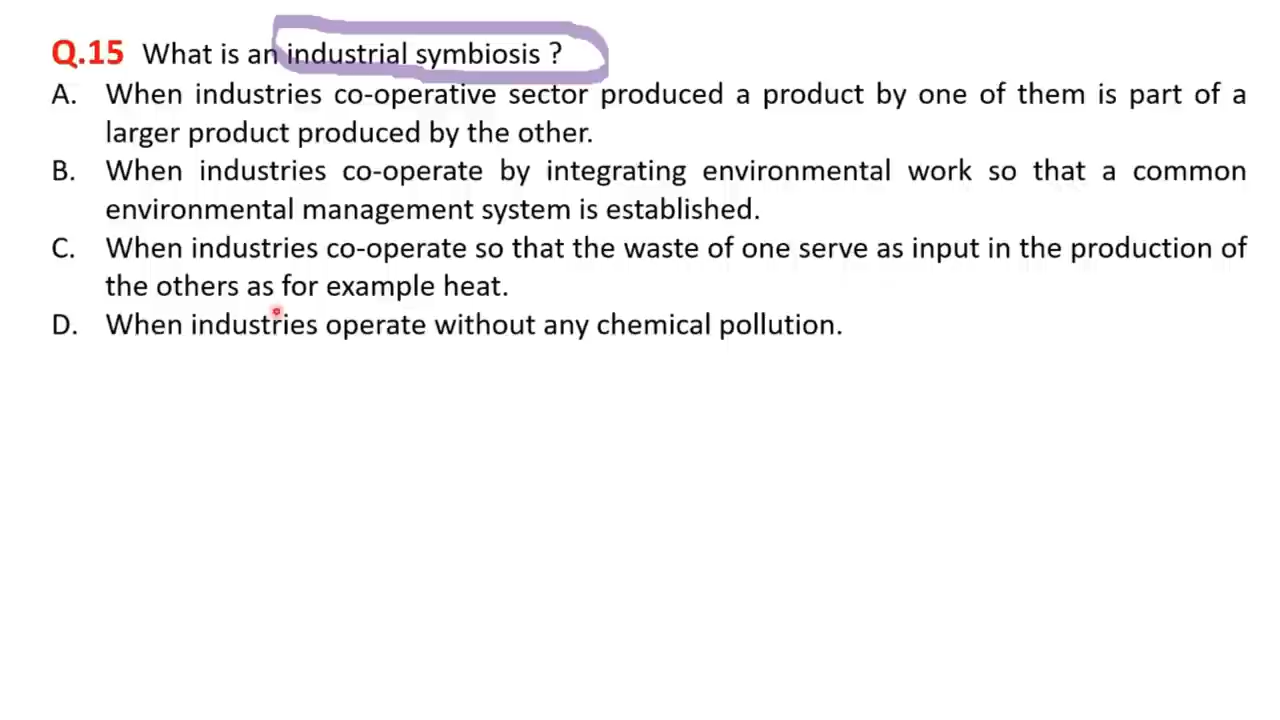 Q.15 What is an industrial symbiosis ?
A. When industries co-operative sector produced a product by one of them is part of a
larger product produced by the other.
B. When industries co-operate by integrating environmental work so that a common
environmental management system is established.
C. When industries co-operate so that the waste of one serve as input in the production of
the others as for example heat.
D. When industries operate without any chemical pollution.